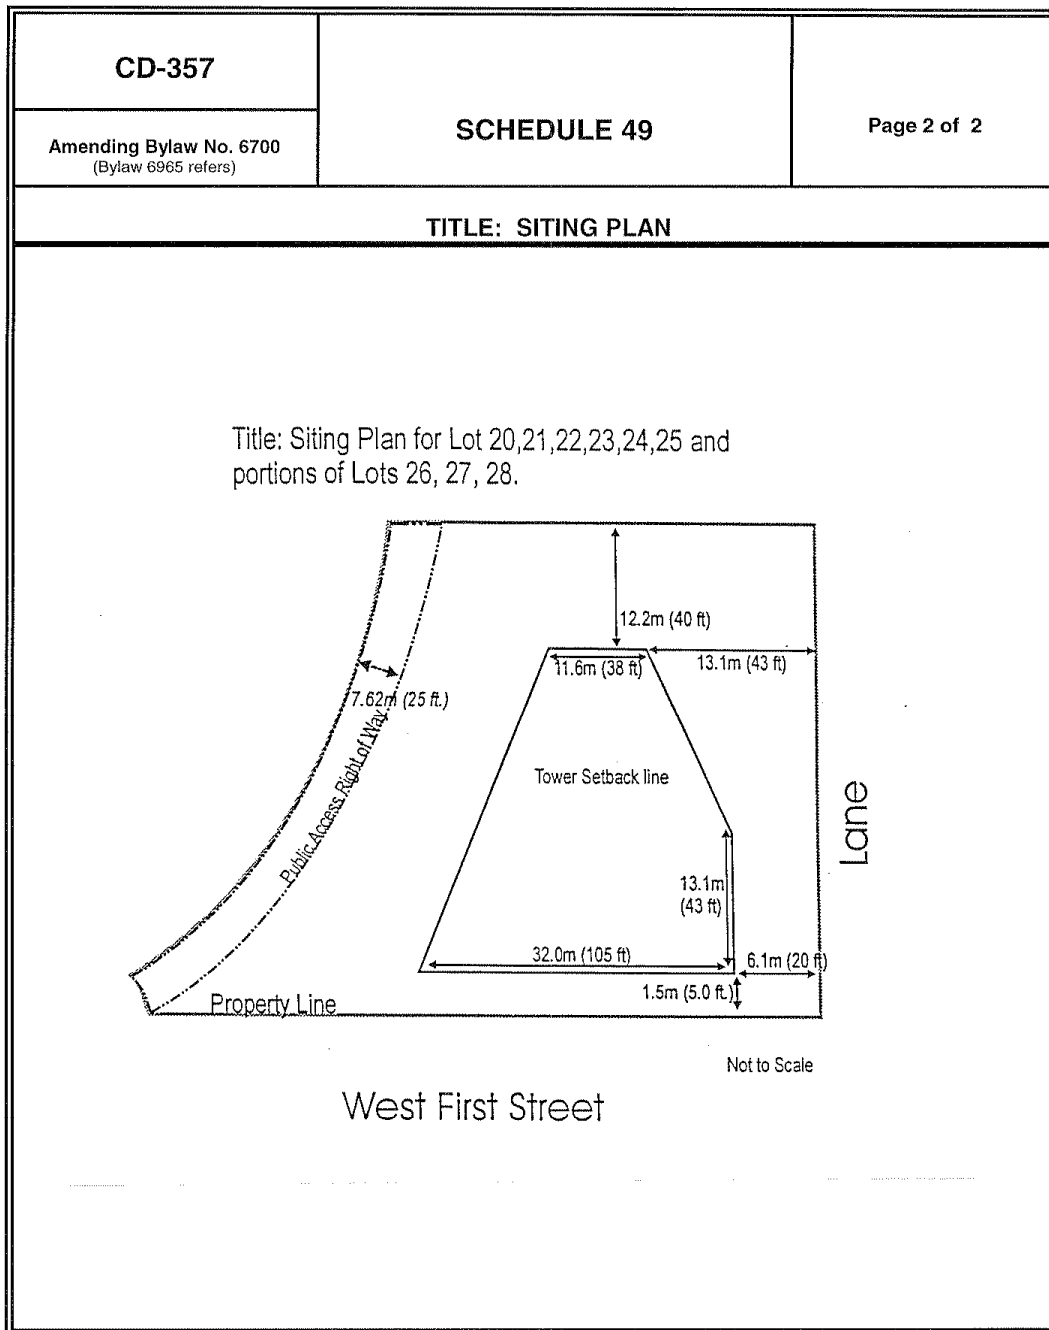 CD-357
Amending Bylaw No. 6700
(Bylaw 6965 refers)
SCHEDULE 49
Page 2 of 2
TITLE: SITING PLAN
Title: Siting Plan for Lot 20,21,22,23,24,25 and
portions of Lots 26, 27, 28.
12.2m (40 ft)
11.6m (38 ft)
13.1m (43 ft)
7.62m (25 ft.)
Public Access Right of Way
Tower Setback line
Lane
13.1m
(43 ft)
32.0m (105 ft)
6.1m (20 ft)
1.5m (5.0 ft.)
Property Line
Not to Scale
West First Street